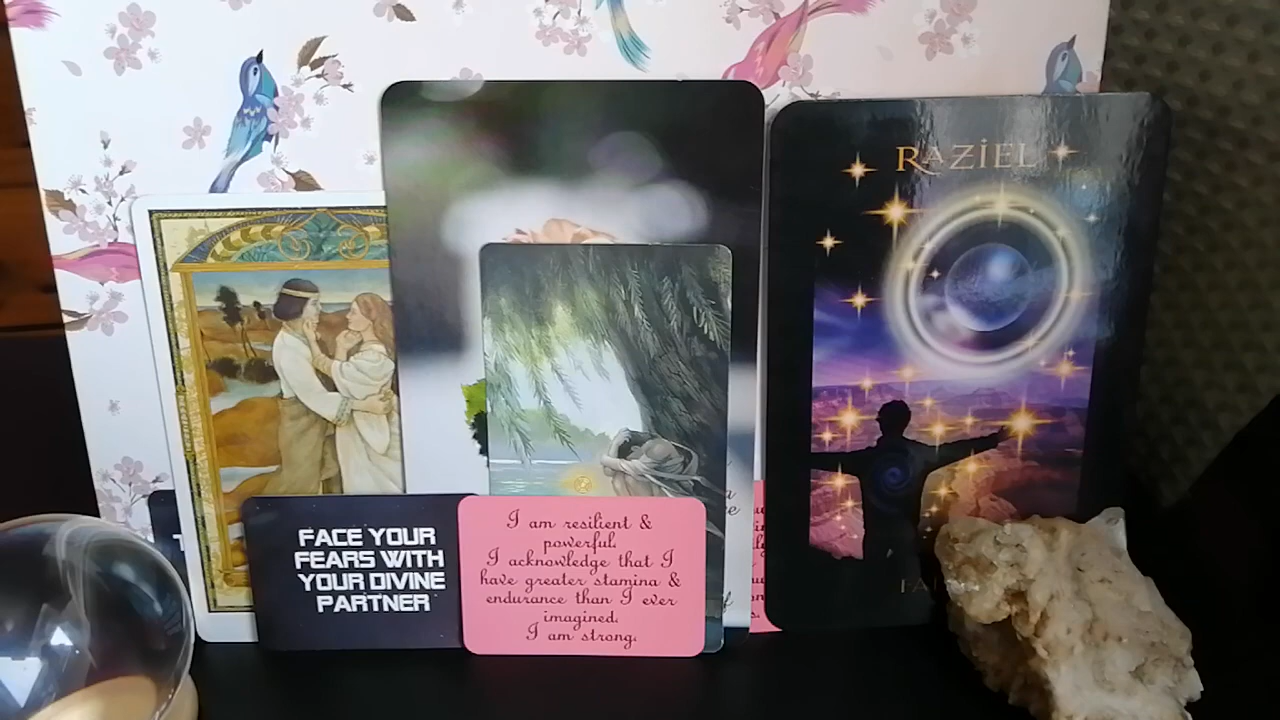 RAZIEL
FACE YOUR
FEARS WITH
YOUR DIVINE
PARTNER
I am resilient &
powerful.
I acknowledge that I
have greater stamina &
endurance than I ever
imagined.
I am strong.